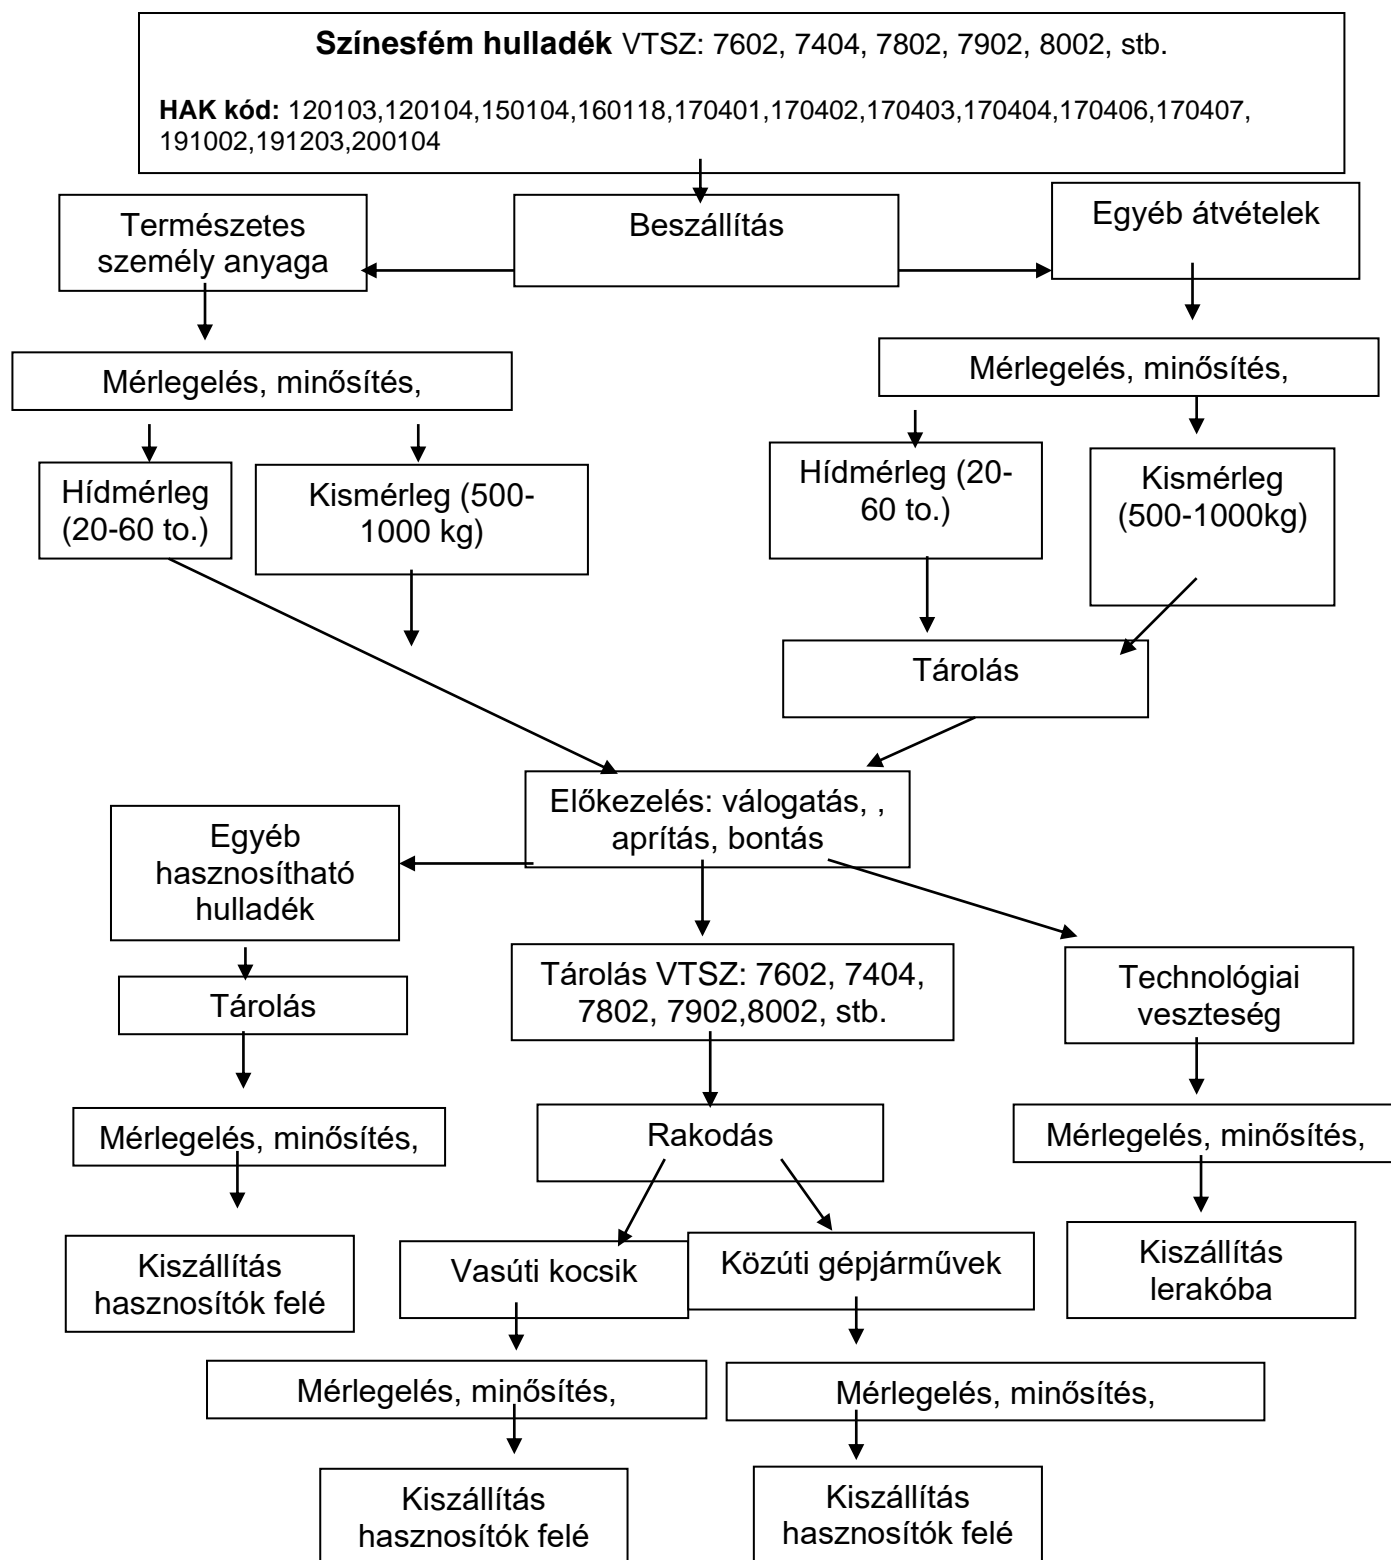 Színesfém hulladék VTSZ: 7602, 7404, 7802, 7902, 8002, stb.
HAK kód: 120103,120104,150104,160118,170401,170402,170403,170404,170406,170407,
191002,191203,200104
Természetes
személy anyaga
Beszállítás
Egyéb átvételek
Mérlegelés, minősítés,
Mérlegelés, minősítés,
Hídmérleg
(20-60 to.)
Kismérleg (500-
1000 kg)
Hídmérleg (20-
60 to.)
Kismérleg
(500-1000kg)
Tárolás
Előkezelés: válogatás, ,
aprítás, bontás
Egyéb
hasznosítható
hulladék
Tárolás
Tárolás VTSZ: 7602, 7404,
7802, 7902,8002, stb.
Technológiai
veszteség
Mérlegelés, minősítés,
Rakodás
Mérlegelés, minősítés,
Kiszállítás
hasznosítók felé
Vasúti kocsik
Közúti gépjárművek
Kiszállítás
lerakóba
Mérlegelés, minősítés,
Mérlegelés, minősítés,
Kiszállítás
hasznosítók felé
Kiszállítás
hasznosítók felé